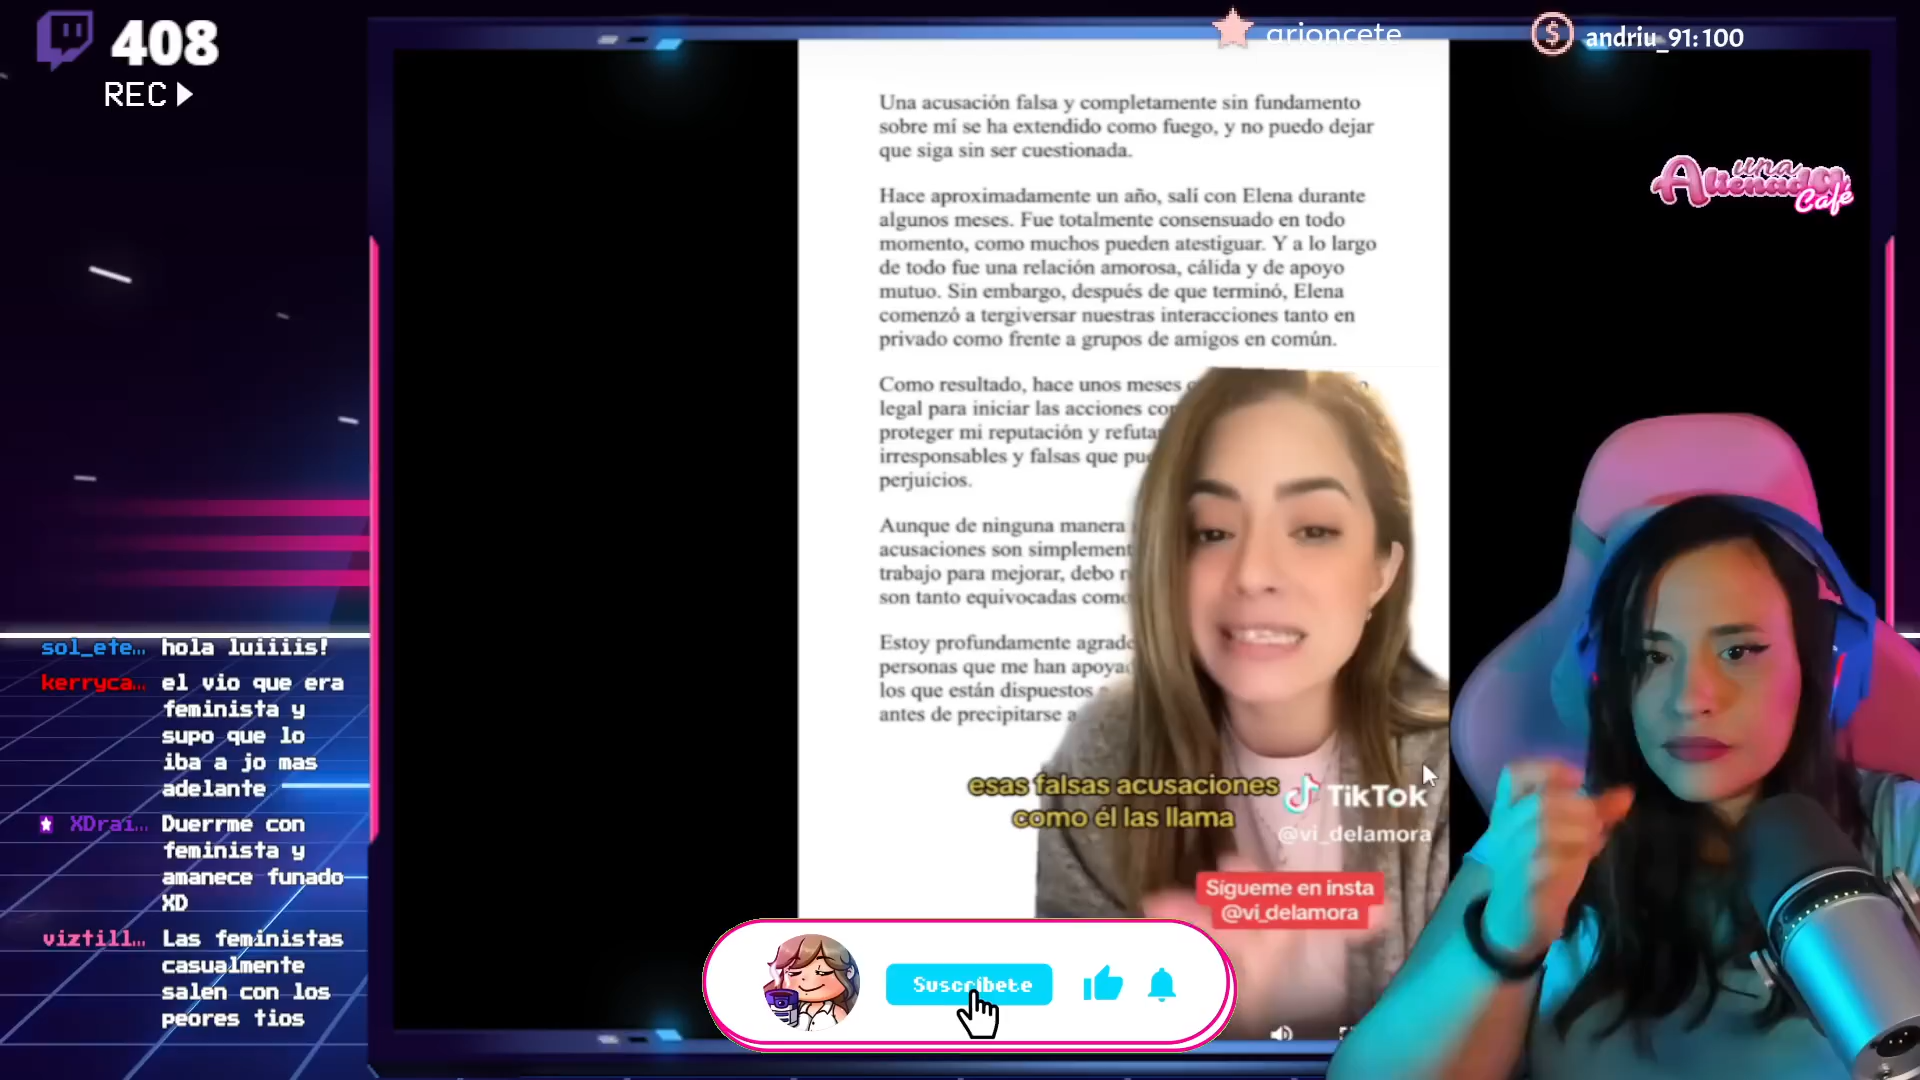 408
REC
arioncete
andriu_91: 100
una
Alienada
Café
Una acusación falsa y completamente sin fundamento
sobre mí se ha extendido como fuego, y no puedo dejar
que siga sin ser cuestionada.
Hace aproximadamente un año, salí con Elena durante
algunos meses. Fue totalmente consensuado en todo
momento, como muchos pueden atestiguar. Y a lo largo
de todo fue una relación amorosa, cálida y de apoyo
mutuo. Sin embargo, después de que terminó, Elena
comenzó a tergiversar nuestras interacciones tanto en
privado como frente a grupos de amigos en común.
Como resultado, hace unos meses
legal para iniciar las acciones
proteger mi reputación y
irresponsables y falsas que
perjuicios.
Aunque de ninguna manera
acusaciones son
trabajo para mejorar, debo
son tanto equivocadas como
Estoy profundamente
personas que me han
los que están dispuestos
antes de precipitarse a
esas falsas acusaciones
como él las llama
TikTok
@vi_delamora
Sígueme en insta
@vi_delamora
Suscríbete
sol_ete... hola luiiiis!
kerryca... el vio que era
feminista y
supo que lo
iba a jo mas
adelante
XDrai... Duerrme con
feminista y
amanece funado
XD
viztill... Las feministas
casualmente
salen con los
peores tios